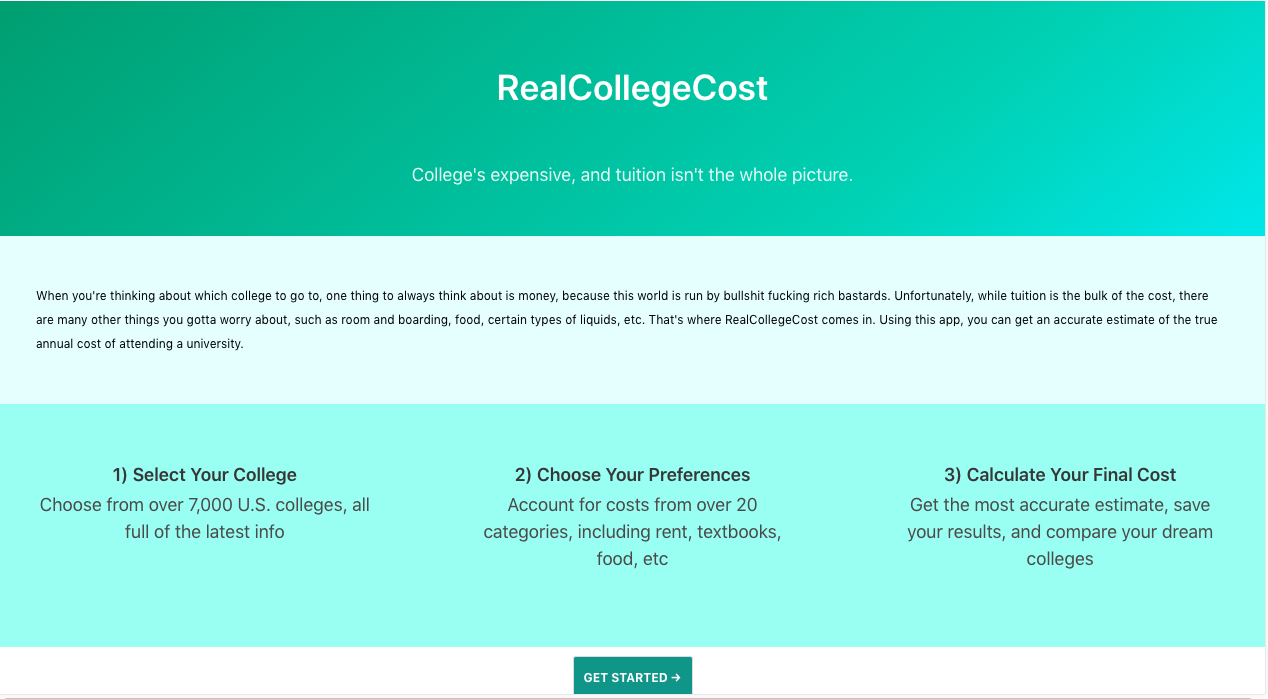 RealCollegeCost
College's expensive, and tuition isn't the whole picture.
When you're thinking about which college to go to, one thing to always think about is money, because this world is run by bullshit fucking rich bastards. Unfortunately, while tuition is the bulk of the cost, there
are many other things you gotta worry about, such as room and boarding, food, certain types of liquids, etc. That's where RealCollegeCost comes in. Using this app, you can get an accurate estimate of the true
annual cost of attending a university.
1) Select Your College
Choose from over 7,000 U.S. colleges, all
full of the latest info
2) Choose Your Preferences
Account for costs from over 20
categories, including rent, textbooks,
food, etc
3) Calculate Your Final Cost
Get the most accurate estimate, save
your results, and compare your dream
colleges
GET STARTED →